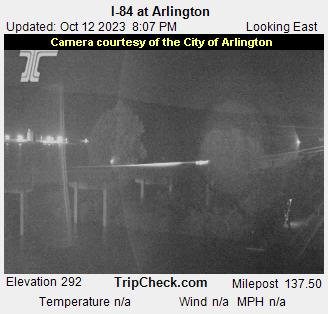 I-84 at Arlington
Updated: Oct 12 2023 8:07 PM Looking East
Camera courtesy of the City of Arlington
Elevation 292 TripCheck.com Milepost 137.50
Temperature n/a Wind n/a MPH n/a